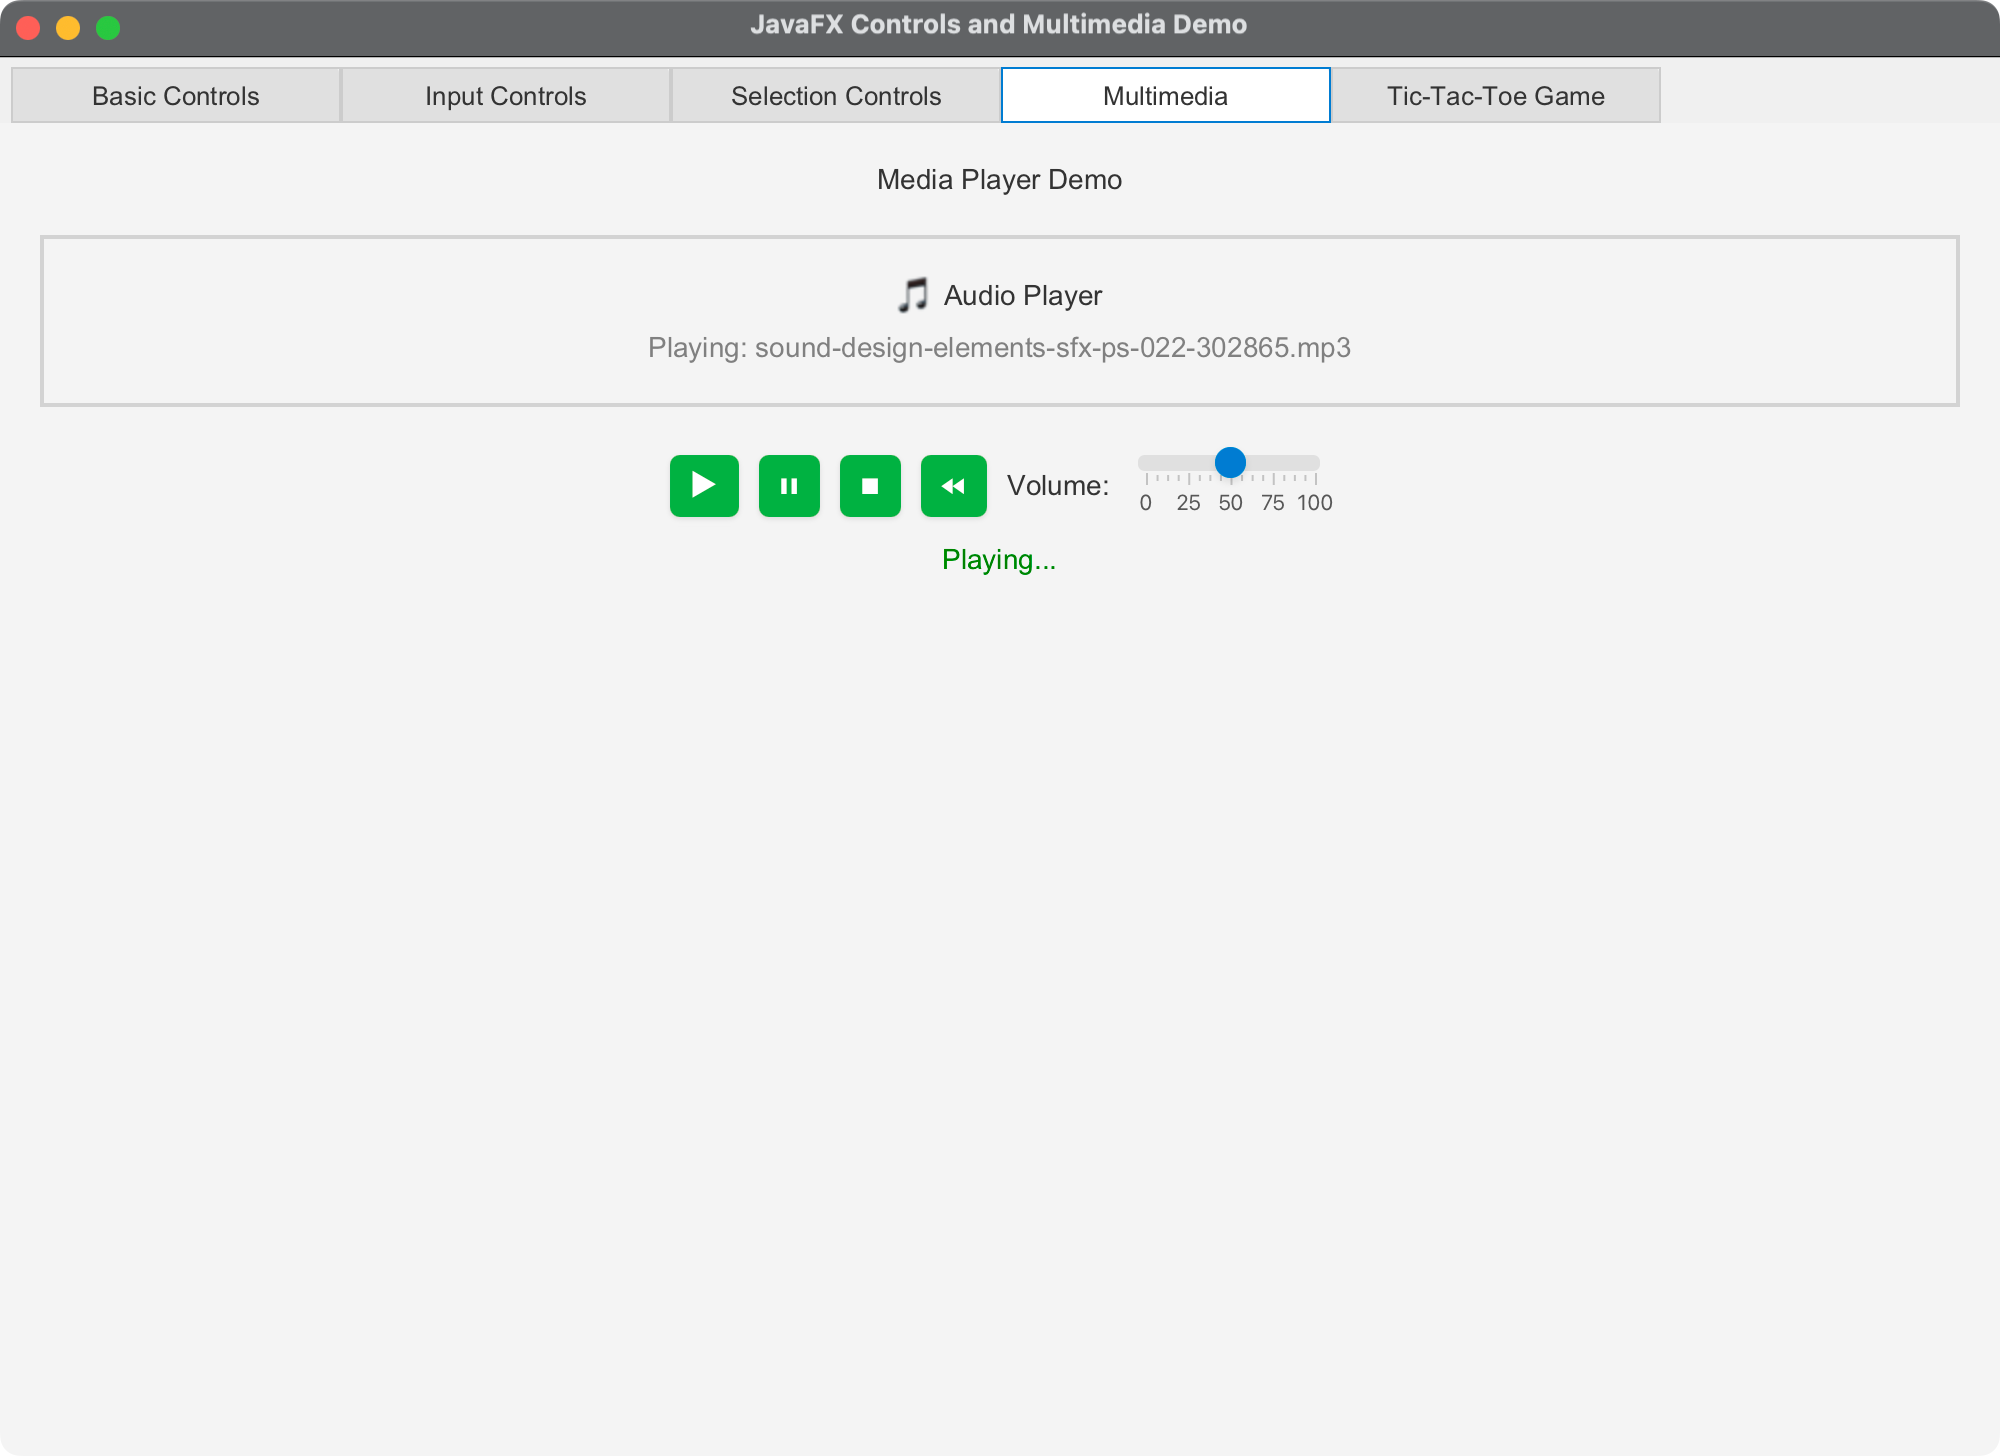 JavaFX Controls and Multimedia Demo
Basic Controls Input Controls Selection Controls Multimedia Tic-Tac-Toe Game
Media Player Demo
Audio Player
Playing: sound-design-elements-sfx-ps-022-302865.mp3
Volume:
0 25 50 75 100
Playing...